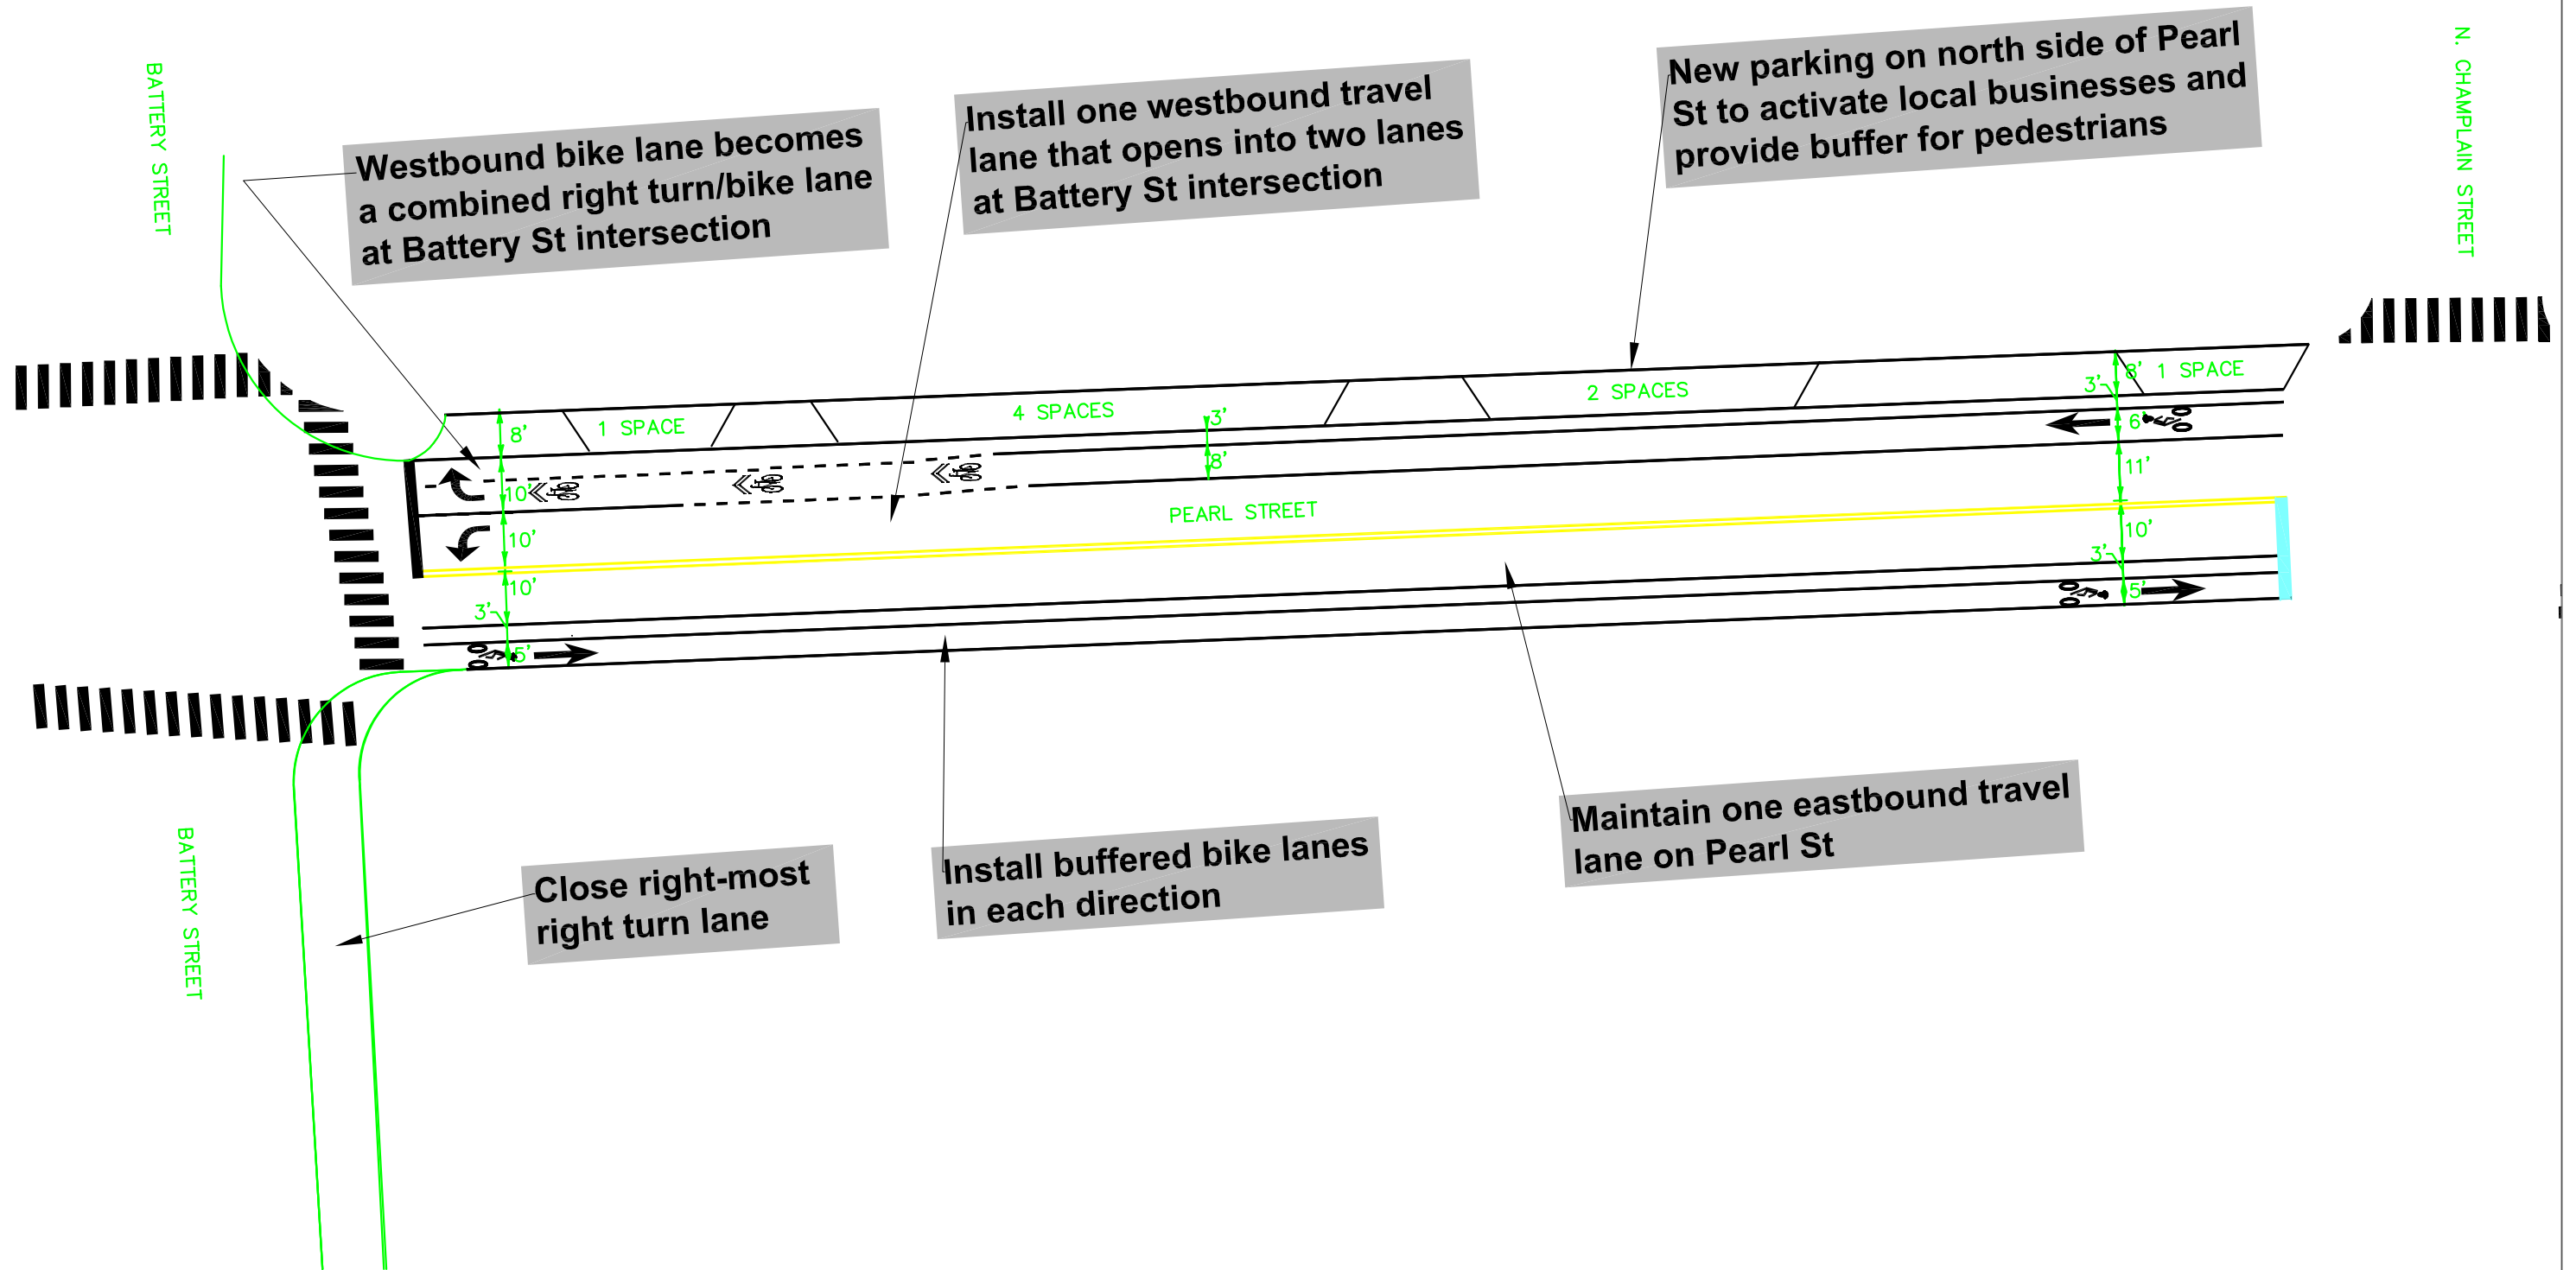 BATTERY STREET
Westbound bike lane becomes
a combined right turn/bike lane
at Battery St intersection
Install one westbound travel
lane that opens into two lanes
at Battery St intersection
New parking on north side of Pearl
St to activate local businesses and
provide buffer for pedestrians
N. CHAMPLAIN STREET
8'
1 SPACE
4 SPACES
3'
2 SPACES
8'
1 SPACE
3'
6'
10'
8'
11'
PEARL STREET
10'
10'
10'
3'
3'
5'
5'
BATTERY STREET
Close right-most
right turn lane
Install buffered bike lanes
in each direction
Maintain one eastbound travel
lane on Pearl St